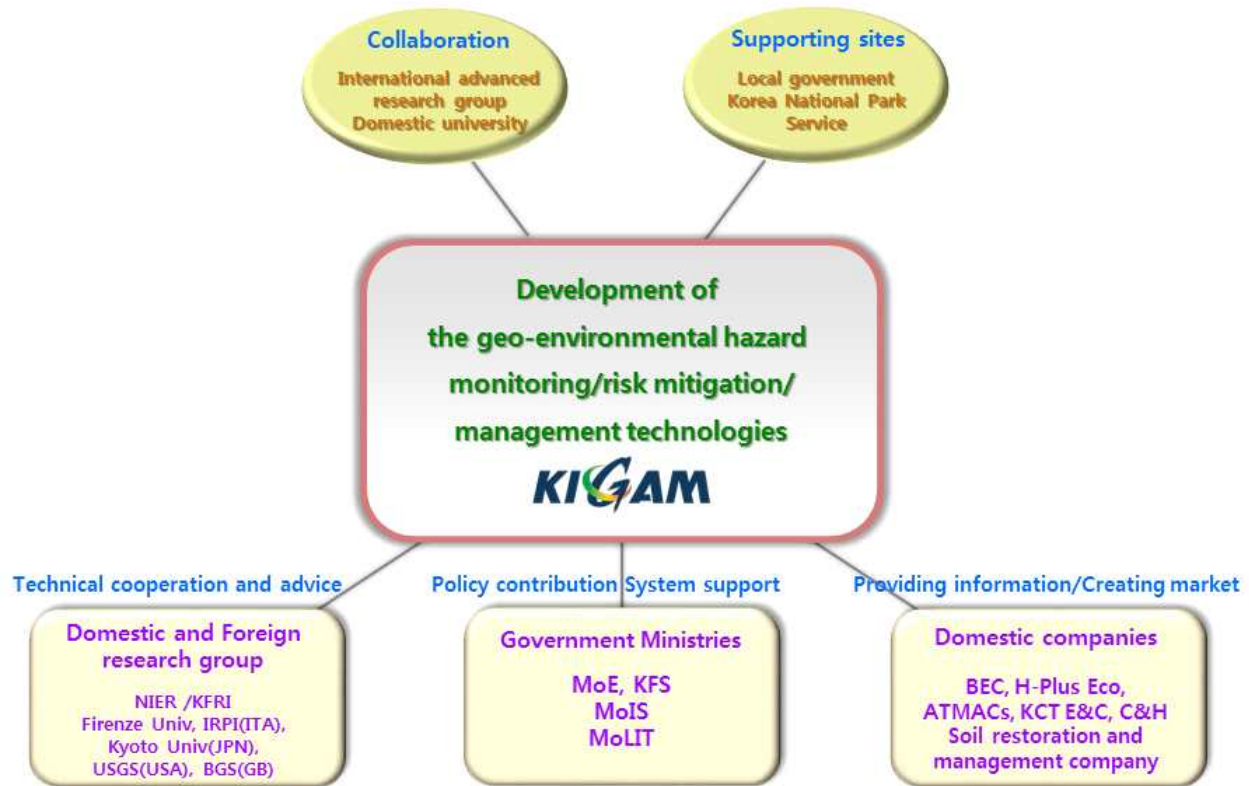 Collaboration
International advanced
research group
Domestic university
Supporting sites
Local government
Korea National Park
Service
Development of
the geo-environmental hazard
monitoring/risk mitigation/
management technologies
KIGAM
Technical cooperation and advice
Domestic and Foreign
research group
NIER /KFRI
Firenze Univ, IRPI(ITA),
Kyoto Univ(JPN),
USGS(USA), BGS(GB)
Policy contribution System support
Government Ministries
MoE, KFS
MoIS
MoLIT
Providing information/Creating market
Domestic companies
BEC, H-Plus Eco,
ATMACs, KCT E&C, C&H
Soil restoration and
management company